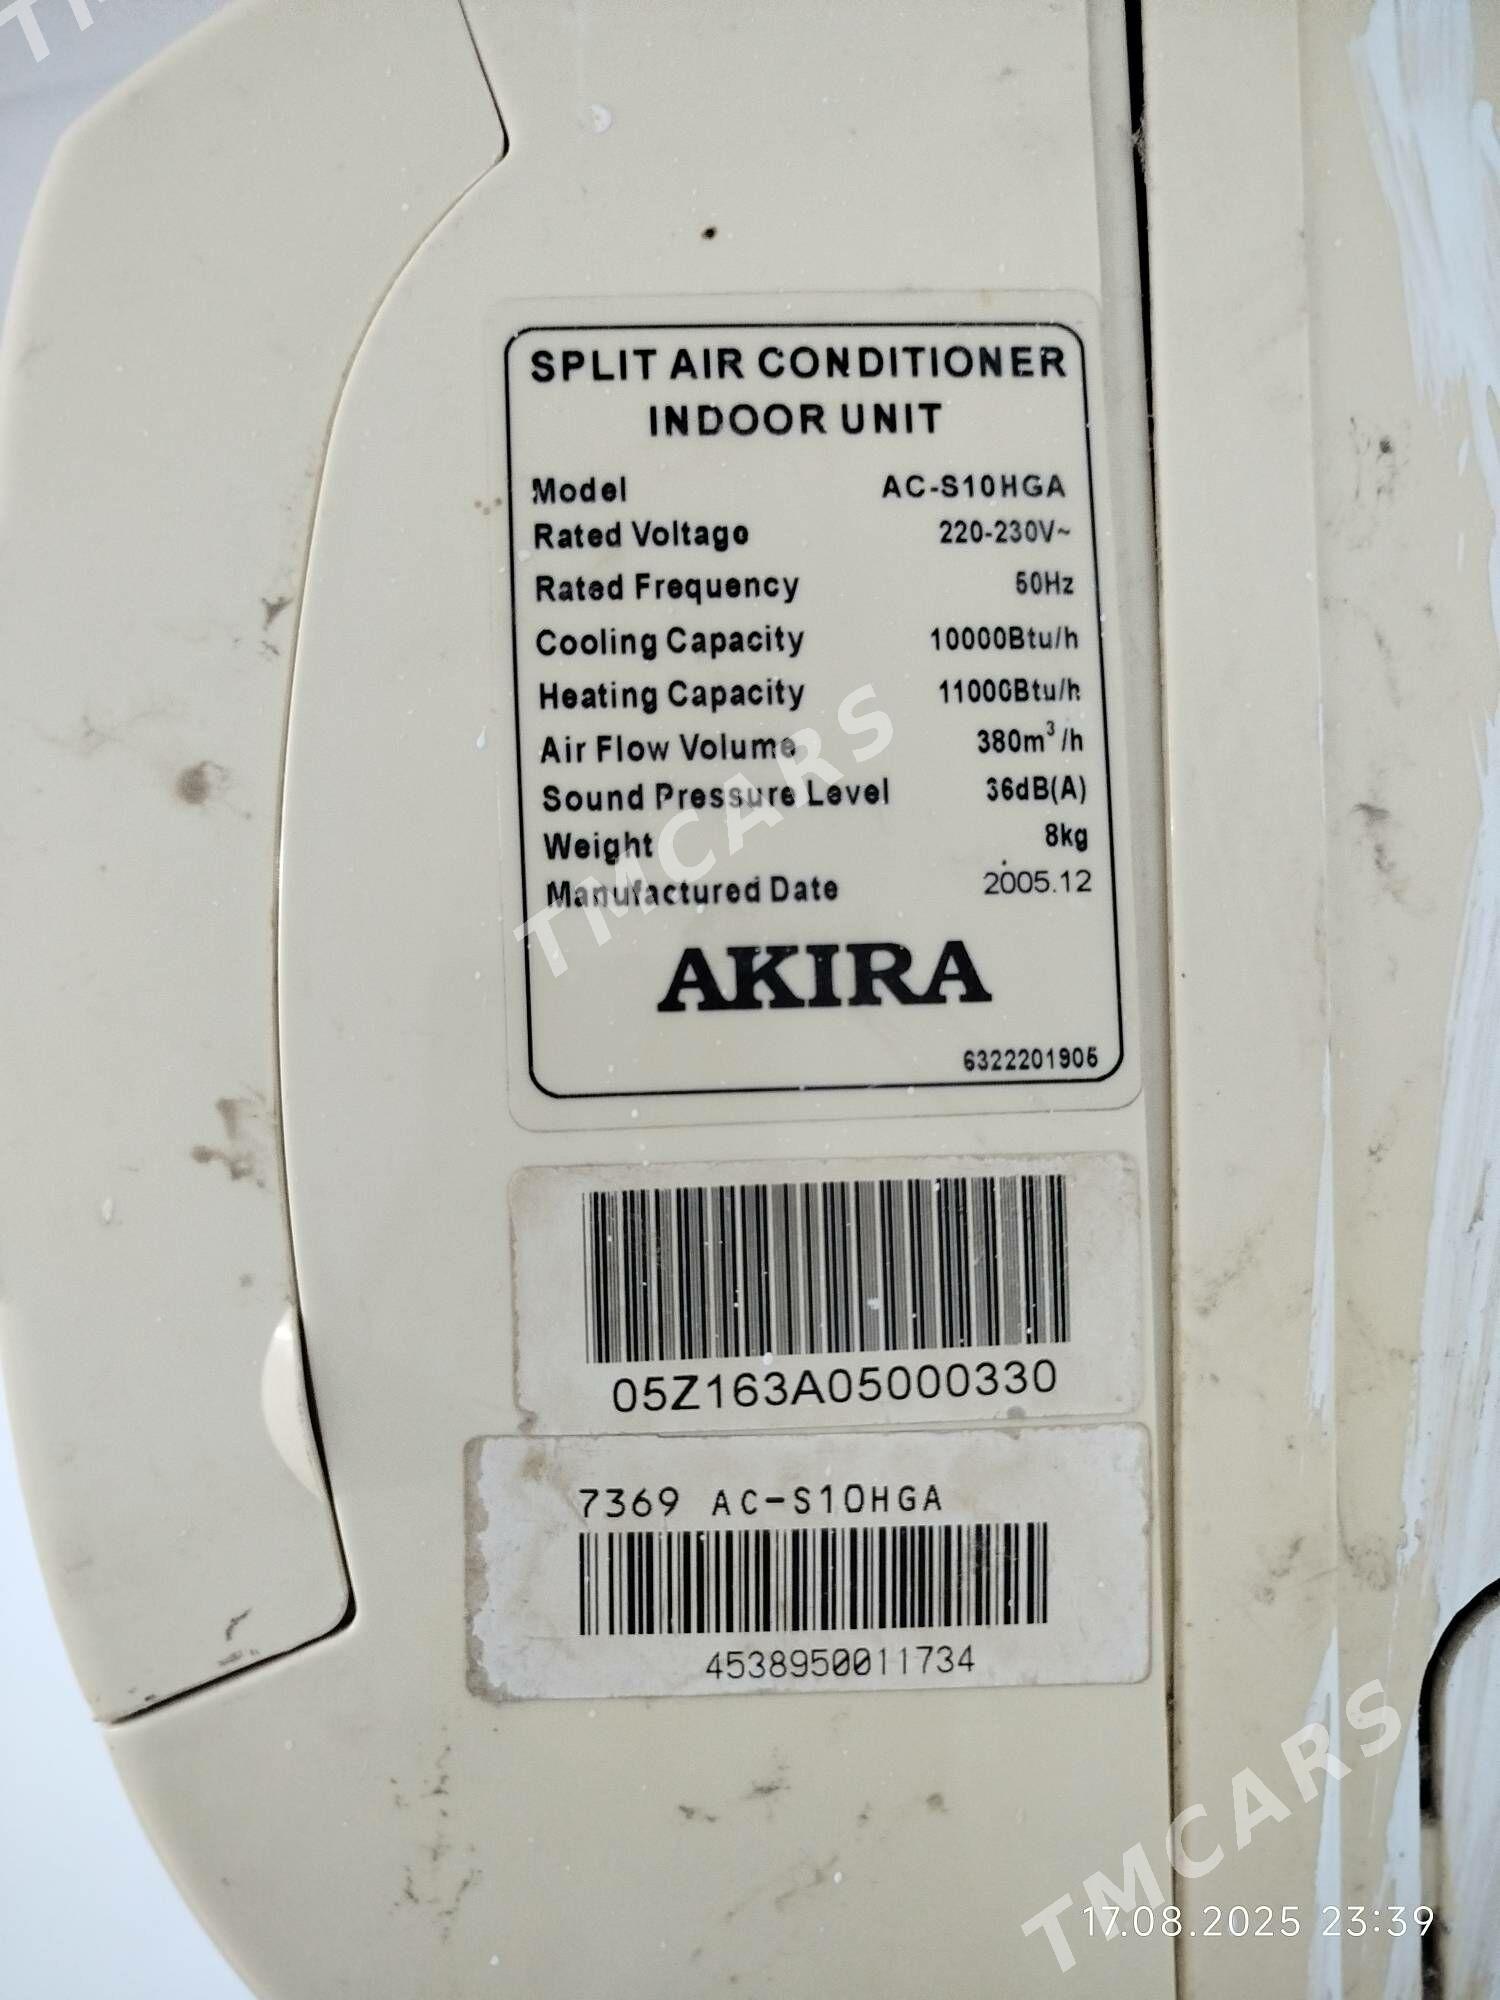 SPLIT AIR CONDITIONER
INDOOR UNIT
Model AC-S10HGA
Rated Voltage 220-230V~
Rated Frequency 50Hz
Cooling Capacity 10000Btu/h
Heating Capacity 11000Btu/h
Air Flow Volume 380m³/h
Sound Pressure Level 36dB(A)
Weight 8kg
Manufactured Date 2005.12
AKIRA
6322201905
05Z163A05000330
7369 AC-S10HGA
4538950011734
TMCARS
TMCARS
17.08.2025 23:39